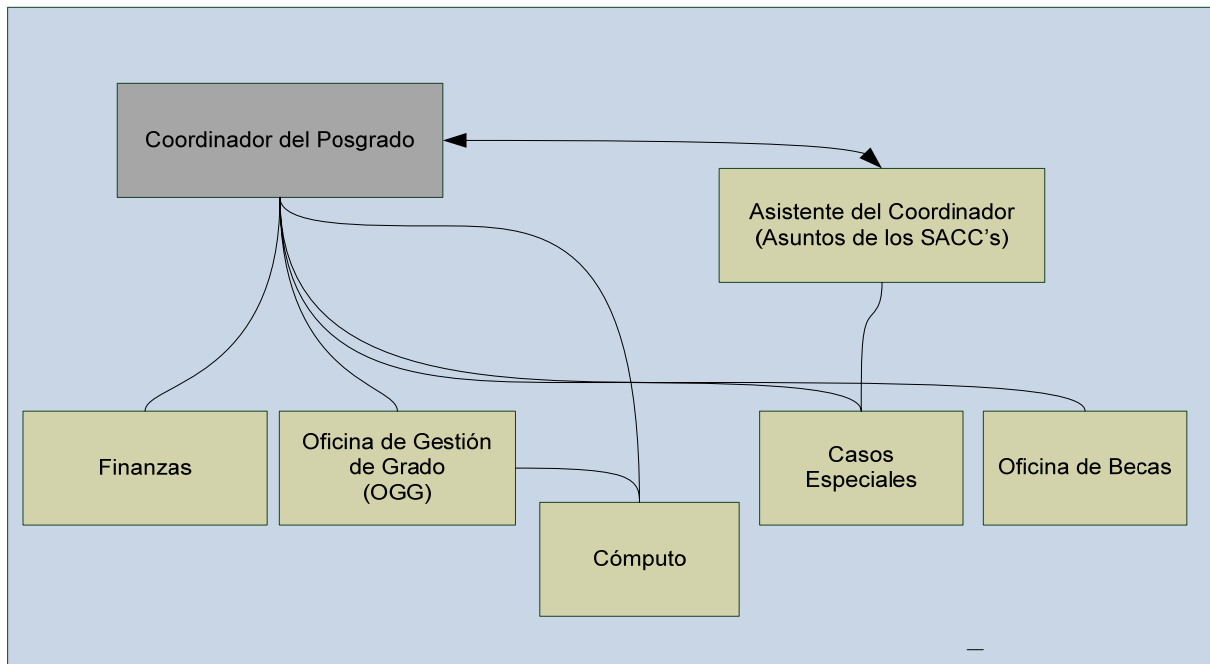 Coordinador del Posgrado
Asistente del Coordinador
(Asuntos de los SACC’s)
Finanzas
Oficina de Gestión
de Grado
(OGG)
Cómputo
Casos
Especiales
Oficina de Becas